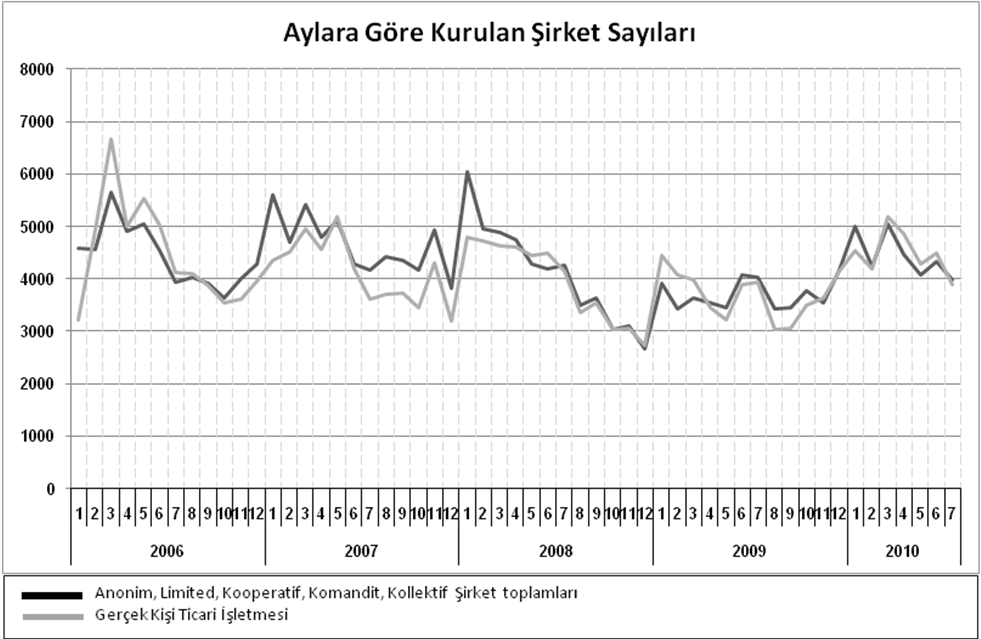 Aylara Göre Kurulan Şirket Sayıları
8000
7000
6000
5000
4000
3000
2000
1000
0
1 2 3 4 5 6 7 8 9 10 11 12 1 2 3 4 5 6 7 8 9 10 11 12 1 2 3 4 5 6 7 8 9 10 11 12 1 2 3 4 5 6 7 8 9 10 11 12 1 2 3 4 5 6 7
2006 2007 2008 2009 2010
Anonim, Limited, Kooperatif, Komandit, Kollektif Şirket toplamları
Gerçek Kişi Ticari İşletmesi